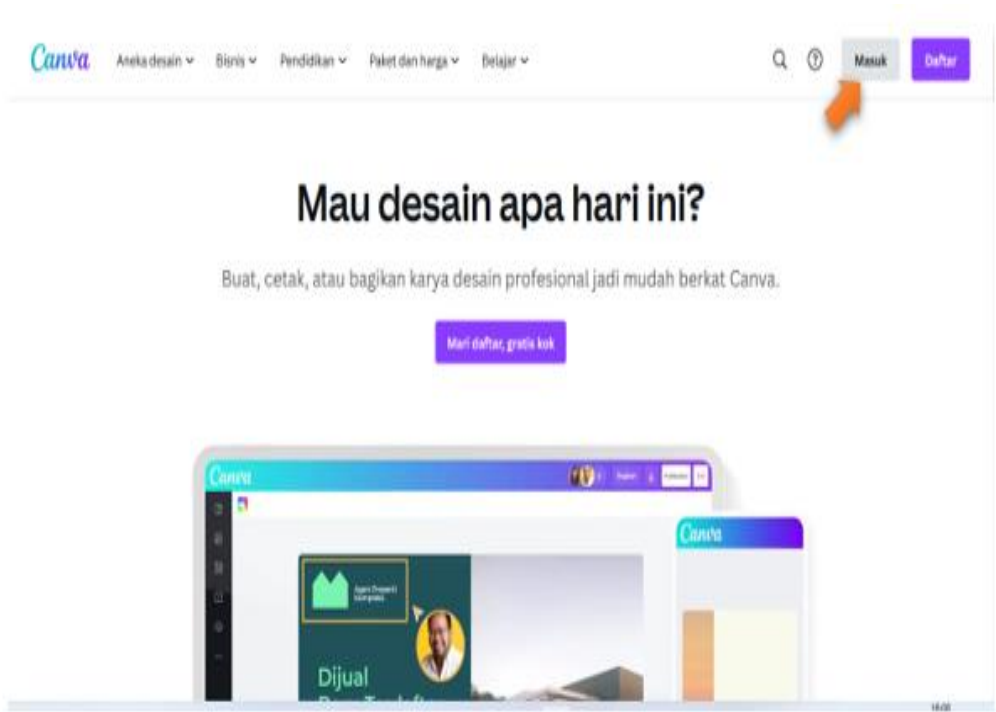 Canva Aneka desain Bisnis Pendidikan Paket dan harga Belajar Masuk Daftar
Mau desain apa hari ini?
Buat, cetak, atau bagikan karya desain profesional jadi mudah berkat Canva.
Mari daftar, gratis kok
Canva
Canva
Dijual